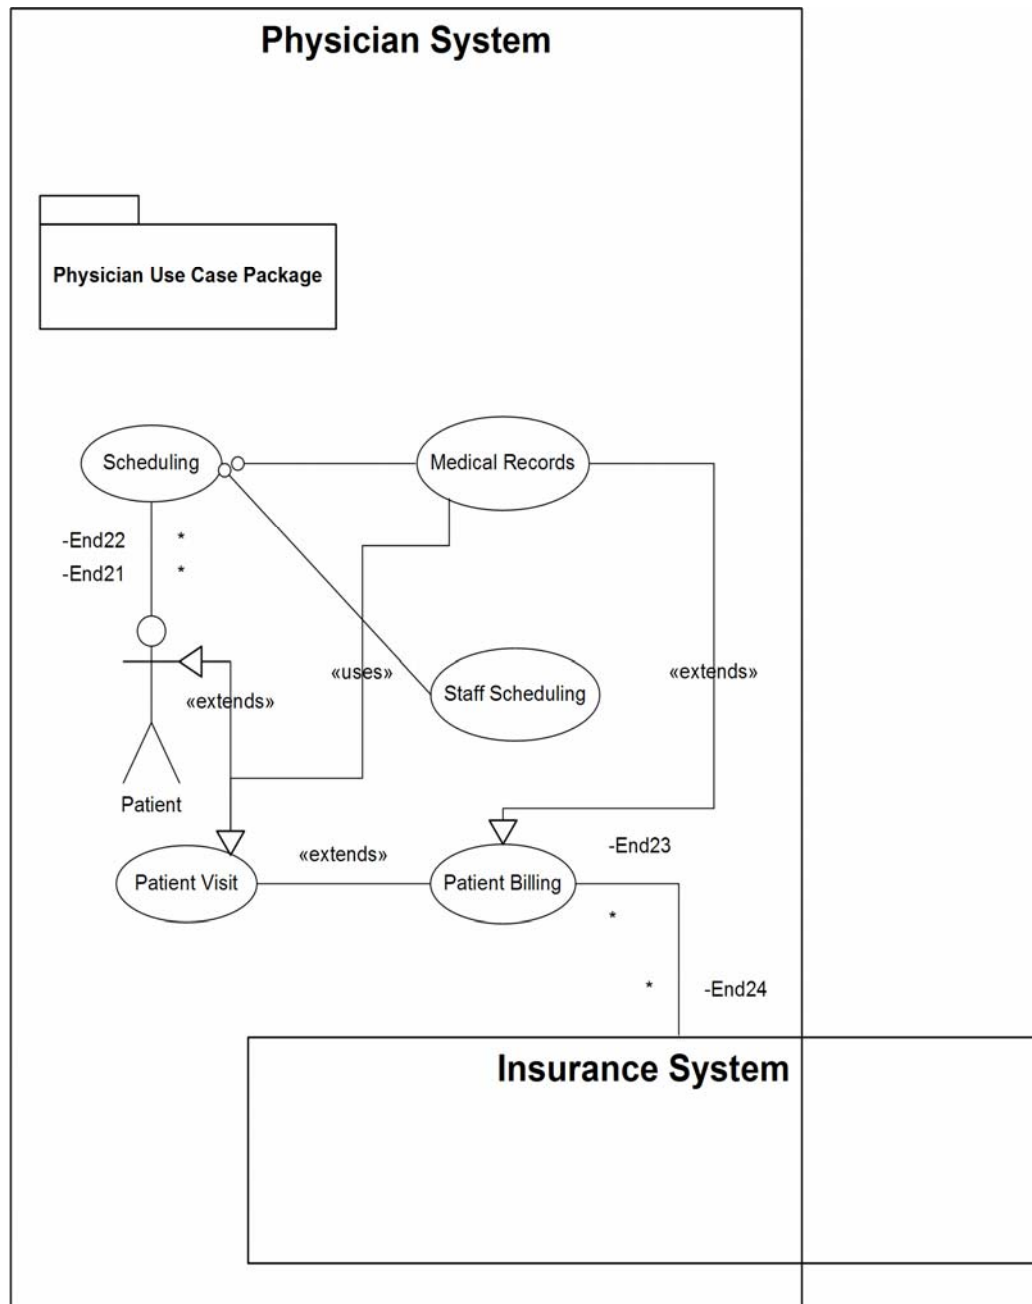 Physician System
Physician Use Case Package
Scheduling
Medical Records
-End22 *
-End21 *
«uses»
«extends»
Staff Scheduling
«extends»
Patient
-End23
«extends»
Patient Visit
Patient Billing
*
* -End24
Insurance System